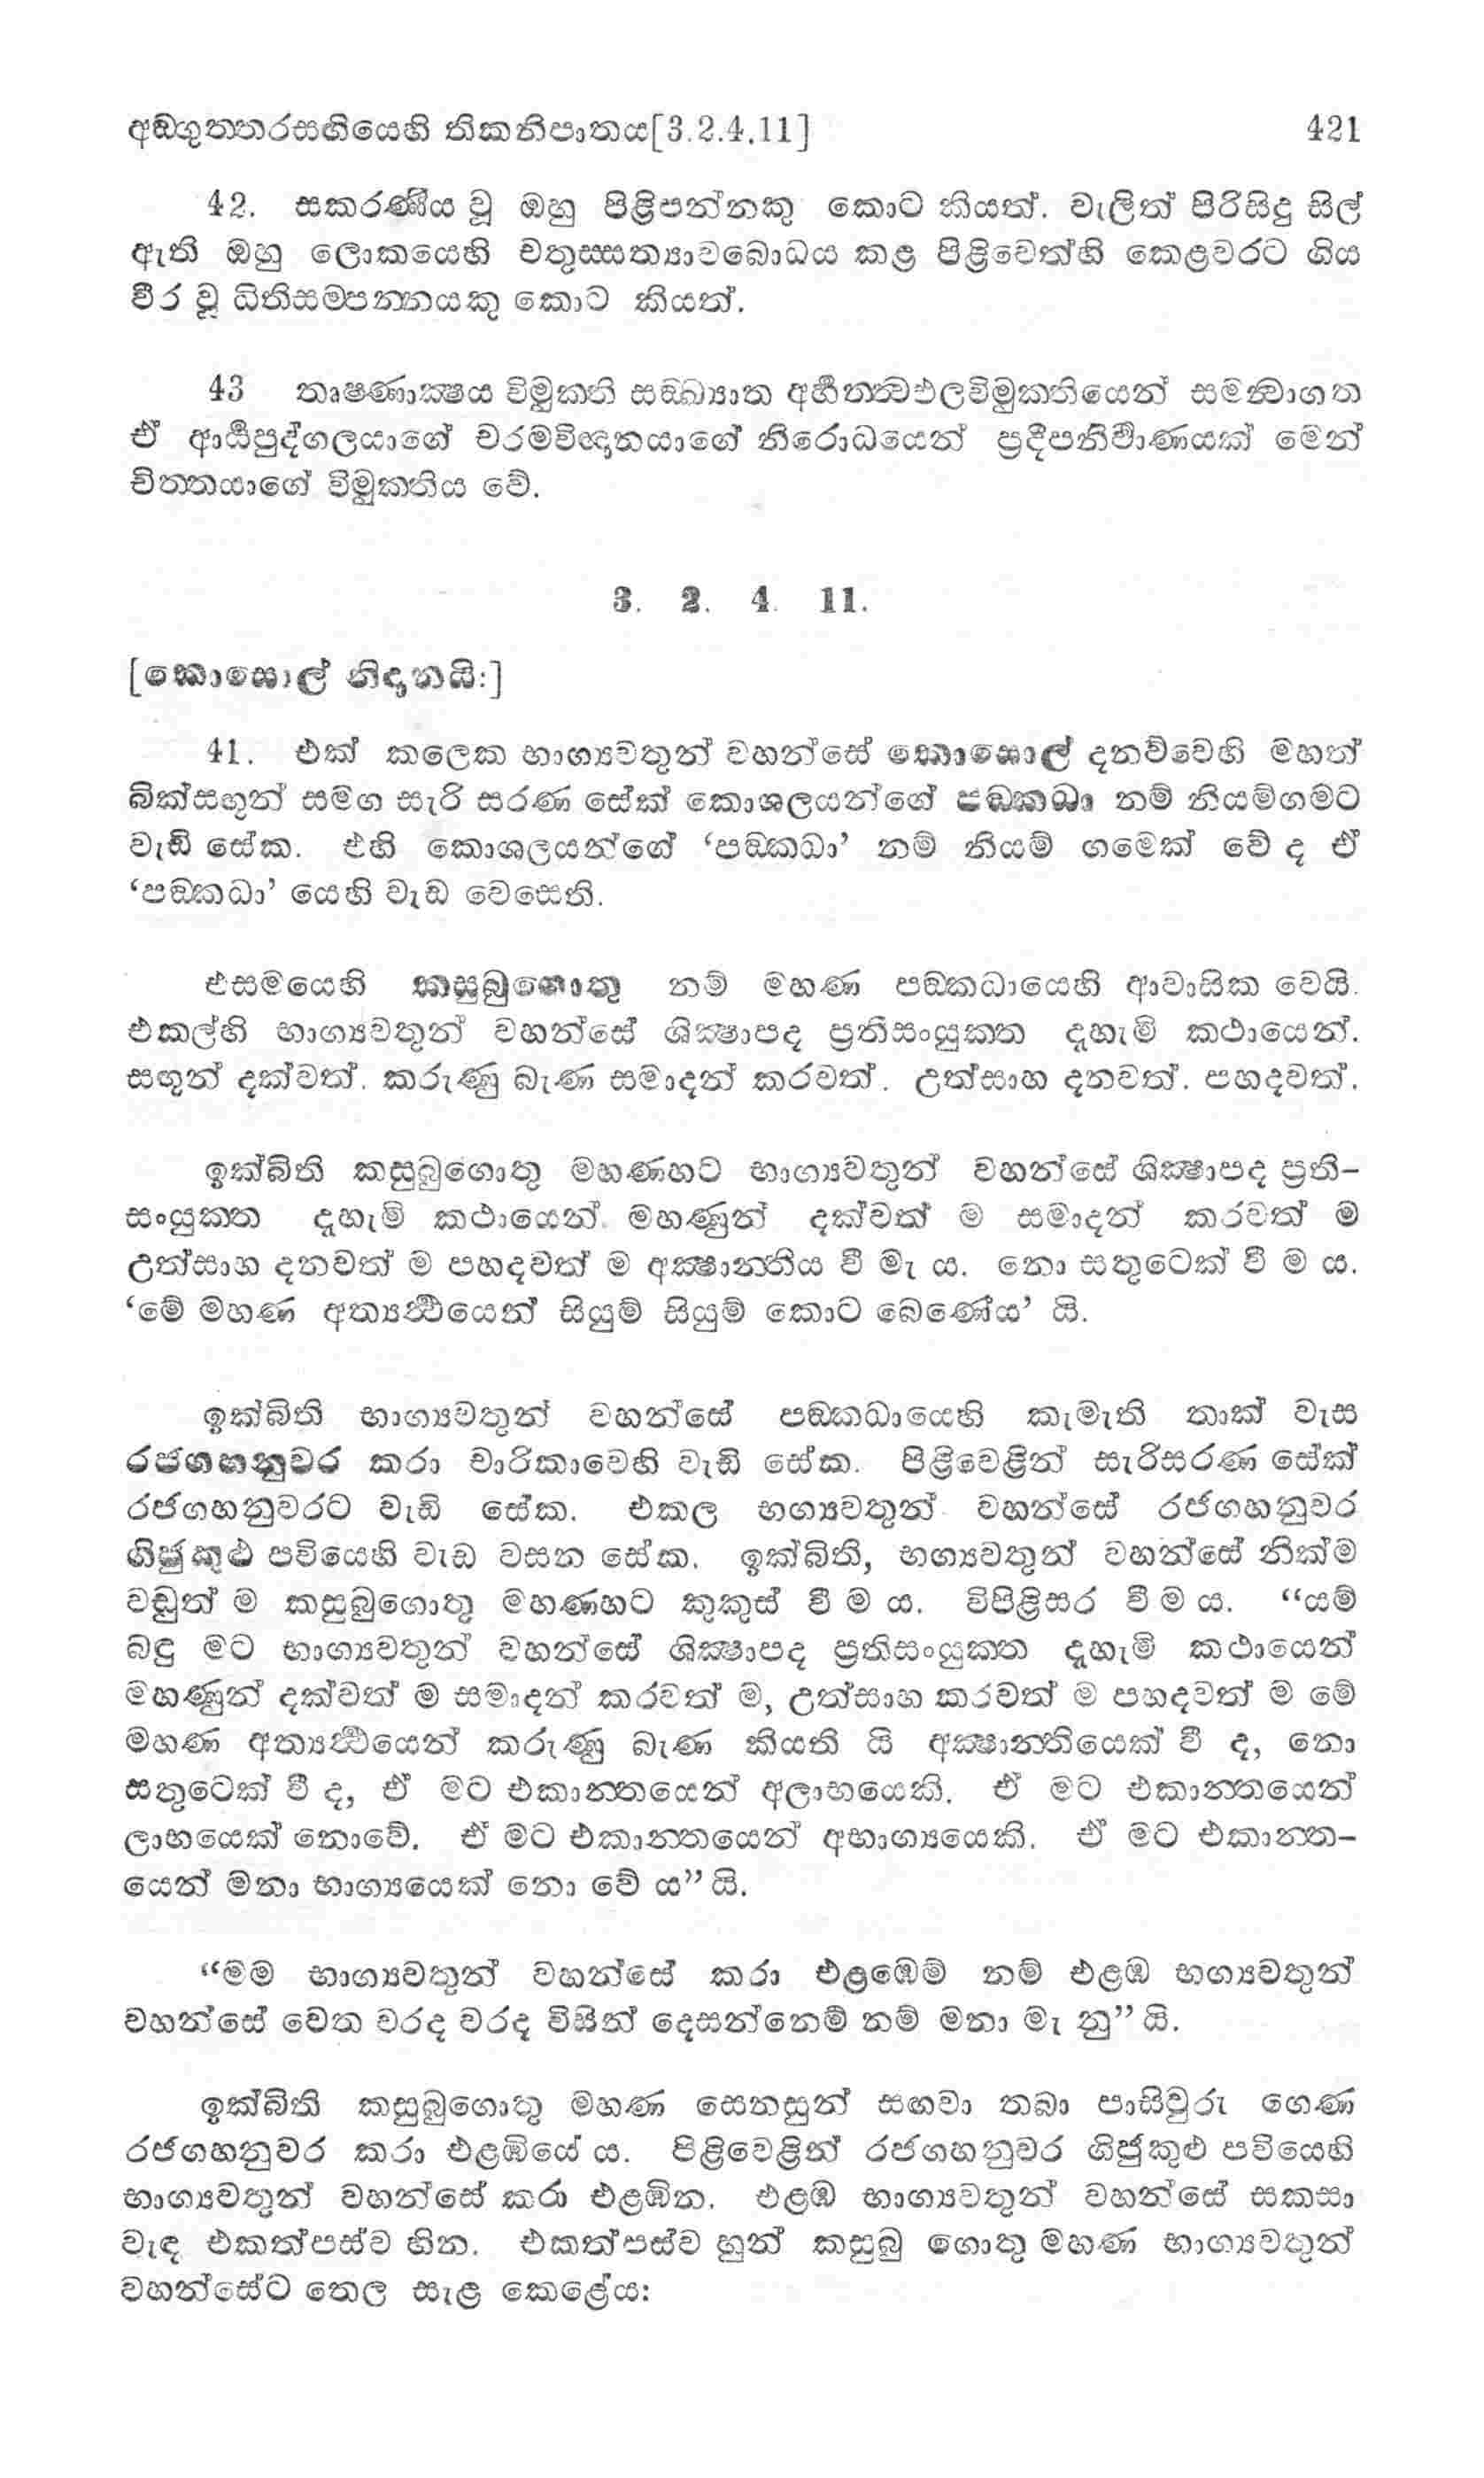 අඞ්ගුත්තරසඟියෙහි තිකනිපාතය[3.2.4.11] 421
42. සකරණීය වූ ඔහු පිළිපන්නකු කොට කියත්. වැලිත් පිරිසිදු සිල්
ඇති ඔහු ලොකයෙහි චතුස්සත්‍යාවබොධය කළ පිළිවෙත්හි කෙළවරට ගිය
වීර වූ ධිතිසම්පන්නයකු කොට කියත්.
43 තෘෂ්ණාක්ෂය විමුක්ති සඞ්ඛ්‍යාත අර්හත්ත්වඵලවිමුක්තියෙන් සමන්වාගත
ඒ ආර්යපුද්ගලයාගේ චරමවිඥානයාගේ නිරොධයෙන් ප්‍රදීපනිර්වාණයක් මෙන්
චිත්තයාගේ විමුක්තිය වේ.
3. 2. 4. 11.
[කොසොල් නිදානයි:]
41. එක් කලෙක භාග්‍යවතුන් වහන්සේ කොසොල් දනව්වෙහි මහත්
බික්සඟුන් සමග සැරි සරණ සේක් කොශලයන්ගේ පඞ්කධා නම් නියම්ගමට
වැඩි සේක. එහි කොශලයන්ගේ ‘පඞ්කධා’ නම් නියම් ගමෙක් වේ ද ඒ
‘පඞ්කධා’ යෙහි වැඩ වෙසෙති.
එසමයෙහි කසුබුගොතු නම් මහණ පඞ්කධායෙහි ආවාසික වෙයි.
එකල්හි භාග්‍යවතුන් වහන්සේ ශික්ෂාපද ප්‍රතිසංයුක්ත දැහැමි කථායෙන්.
සඟුන් දක්වත්. කරුණු බැණ සමාදන් කරවත්. උත්සාහ දනවත්. පහදවත්.
ඉක්බිති කසුබුගොතු මහණහට භාග්‍යවතුන් වහන්සේ ශික්ෂාපද ප්‍රති-
සංයුක්ත දැහැමි කථායෙන් මහණුන් දක්වත් ම සමාදන් කරවත් ම
උත්සාහ දනවත් ම පහදවත් ම අක්ෂාන්තිය වී මැ ය. නො සතුටෙක් වී ම ය.
‘මේ මහණ අත්‍යර්ථයෙන් සියුම් සියුම් කොට බෙණේය’ යි.
ඉක්බිති භාග්‍යවතුන් වහන්සේ පඞ්කධායෙහි කැමැති තාක් වැස
රජගහනුවර කරා චාරිකාවෙහි වැඩි සේක. පිළිවෙළින් සැරිසරණ සේක්
රජගහනුවරට වැඩි සේක. එකල භග්‍යවතුන් වහන්සේ රජගහනුවර
ගිජුකුළු පව්යෙහි වැඩ වසන සේක. ඉක්බිති, භග්‍යවතුන් වහන්සේ නික්ම
වඩුත් ම කසුබුගොතු මහණහට කුකුස් වී ම ය. විපිළිසර වී ම ය. “යම්
බඳු මට භාග්‍යවතුන් වහන්සේ ශික්ෂාපද ප්‍රතිසංයුක්ත දැහැමි කථායෙන්
මහණුන් දක්වත් ම සමාදන් කරවත් ම, උත්සාහ කරවත් ම පහදවත් ම මේ
මහණ අත්‍යර්ථයෙන් කරුණු බැණ කියති යි අක්ෂාන්තියෙක් වී ද, නො
සතුටෙක් වී ද, ඒ මට එකාන්තයෙන් අලාභයෙකි. ඒ මට එකාන්තයෙන්
ලාභයෙක් නොවේ. ඒ මට එකාන්තයෙන් අභාග්‍යයෙකි. ඒ මට එකාන්ත-
යෙන් මනා භාග්‍යයෙක් නො වේ ය” යි.
“මම භාග්‍යවතුන් වහන්සේ කරා එළඹෙම් නම් එළඹ භග්‍යවතුන්
වහන්සේ වෙත වරද වරද විසින් දෙසන්නෙම් නම් මනා මැ නු” යි.
ඉක්බිති කසුබුගොතු මහණ සෙනසුන් සඟවා තබා පාසිවුරු ගෙණ
රජගහනුවර කරා එළඹියේ ය. පිළිවෙළින් රජගහනුවර ගිජුකුළු පව්යෙහි
භාග්‍යවතුන් වහන්සේ කරා එළඹින. එළඹ භාග්‍යවතුන් වහන්සේ සකසා
වැඳ එකත්පස්ව හින. එකත්පස්ව හුන් කසුබු ගොතු මහණ භාග්‍යවතුන්
වහන්සේට තෙල සැළ කෙළේය: